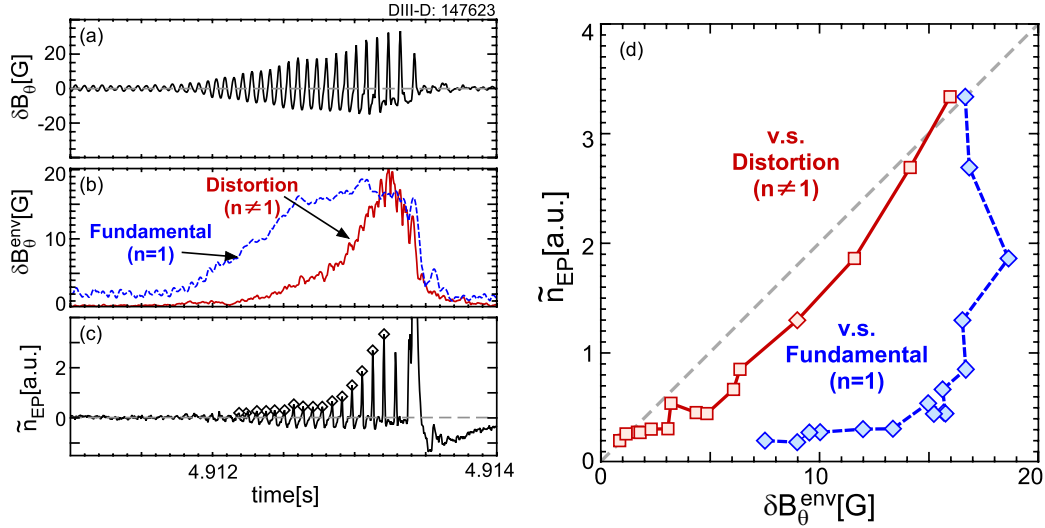 DIII-D: 147623
(a)
20
0
-20
δB_θ[G]
(b)
20
10
0
δB_θ^env[G]
Distortion
(n≠1)
Fundamental
(n=1)
(c)
2
0
ñ_EP[a.u.]
4.912
4.914
time[s]
(d)
4
3
2
1
0
ñ_EP[a.u.]
v.s.
Distortion
(n≠1)
v.s.
Fundamental
(n=1)
0
10
20
δB_θ^env[G]